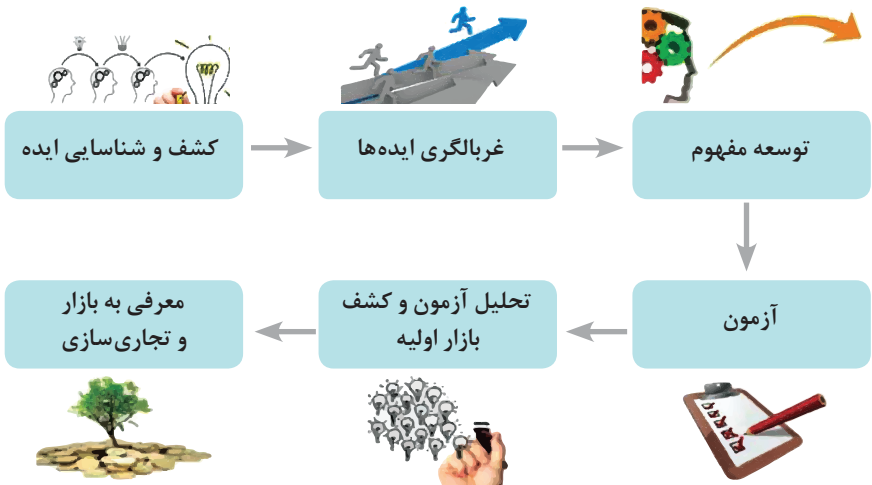 کشف و شناسایی ایده
غربالگری ایده‌ها
توسعه مفهوم
آزمون
تحلیل آزمون و کشف
بازار اولیه
معرفی به بازار
و تجاری‌سازی